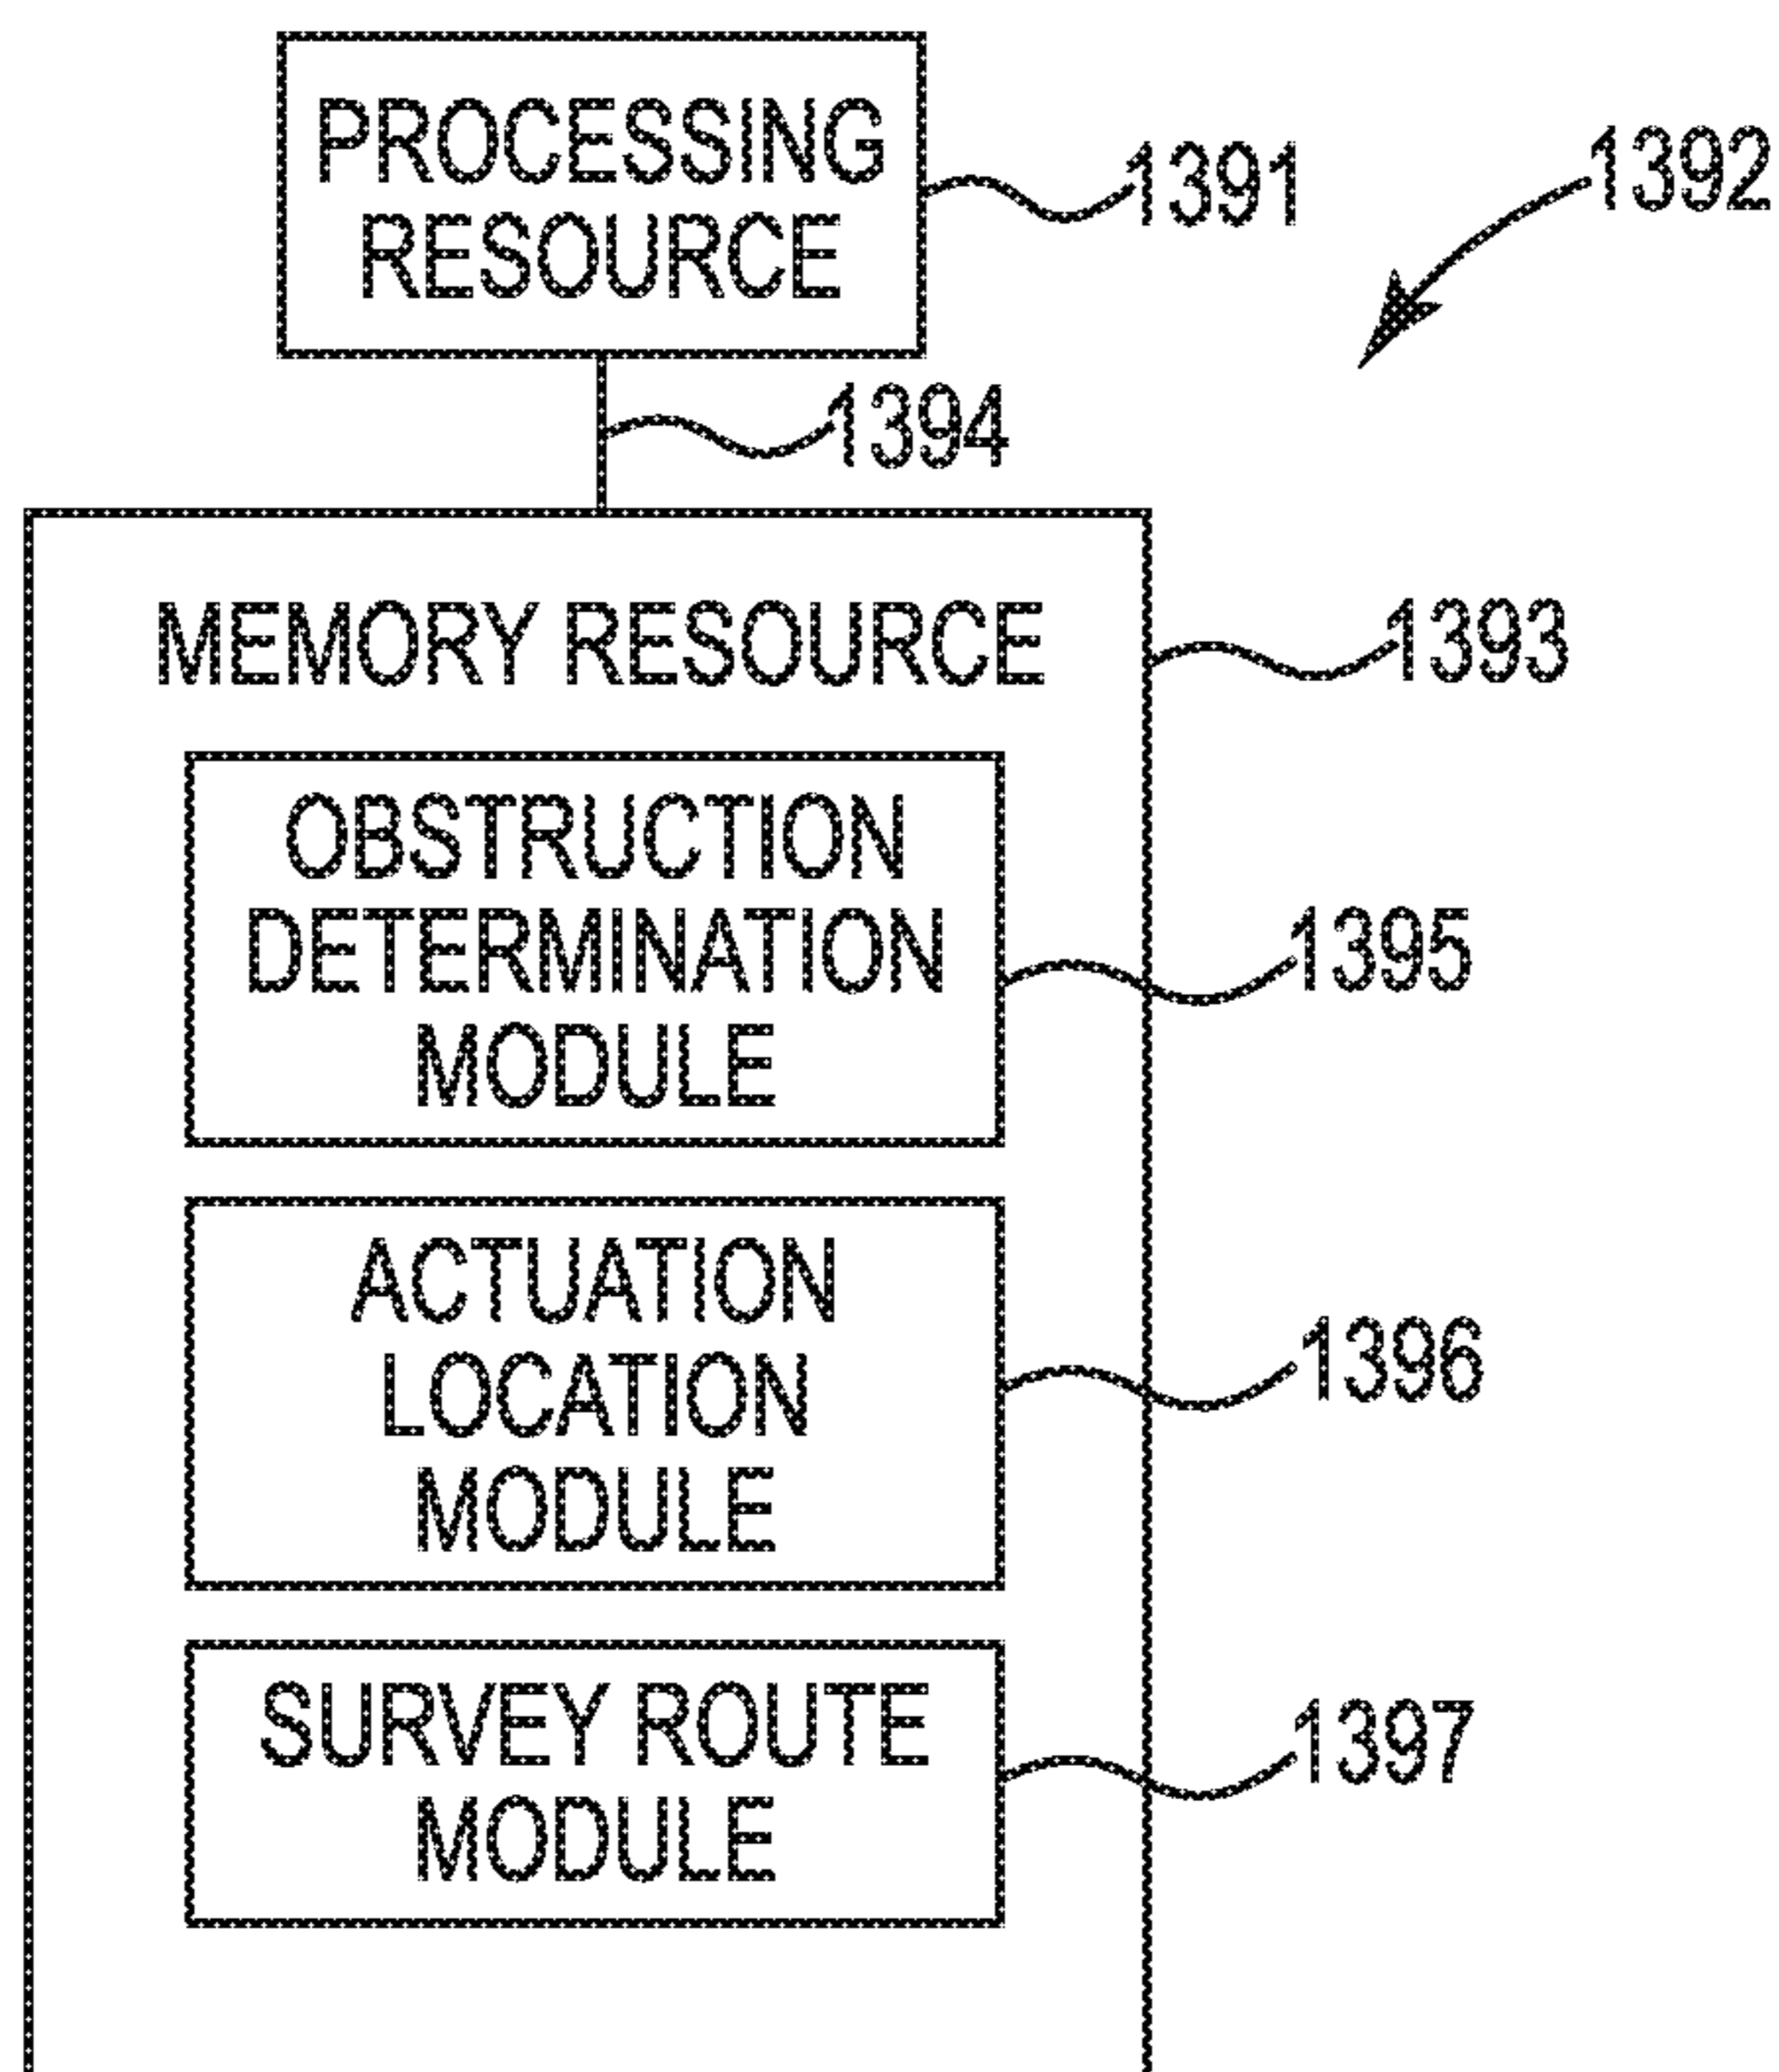 PROCESSING
RESOURCE
1391
1392
1394
MEMORY RESOURCE
1393
OBSTRUCTION
DETERMINATION
MODULE
1395
ACTUATION
LOCATION
MODULE
1396
SURVEY ROUTE
MODULE
1397